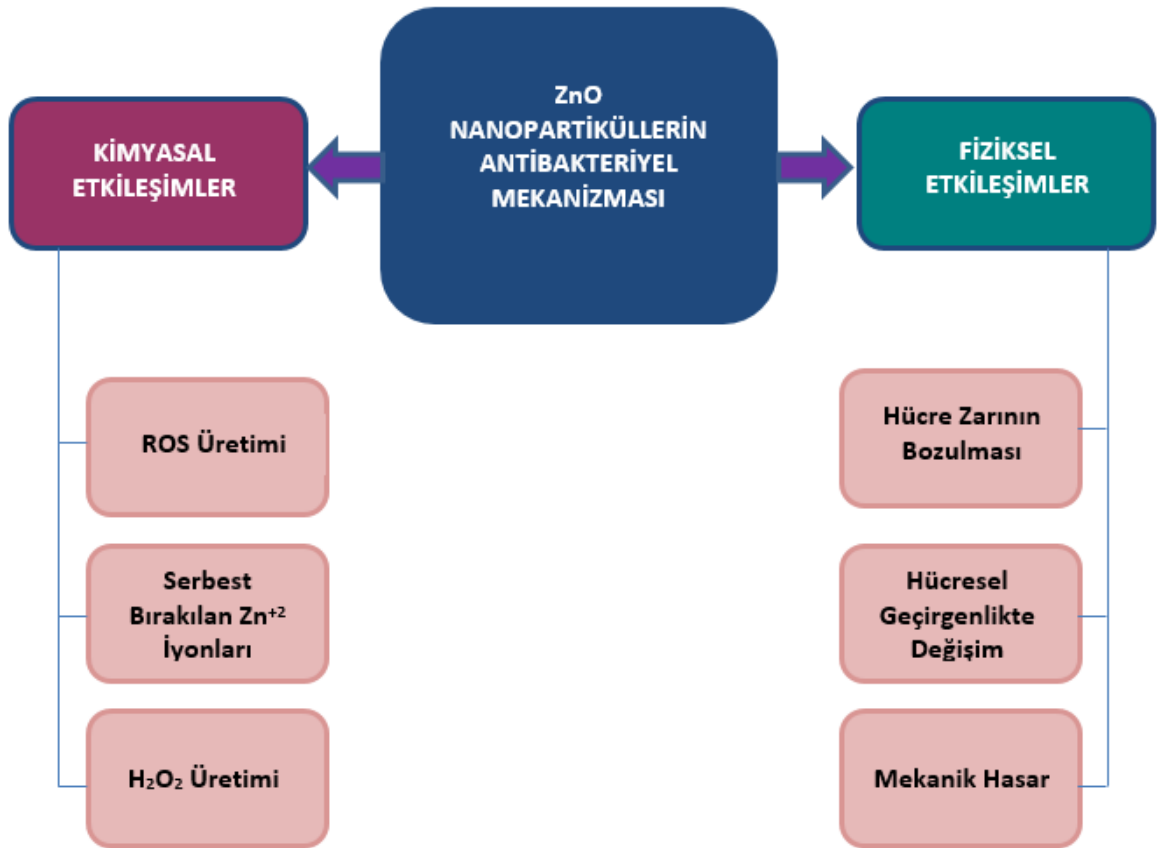 ZnO
NANOPARTİKÜLLERİN
ANTİBAKTERİYEL
MEKANİZMASI
KİMYASAL
ETKİLEŞİMLER
FİZİKSEL
ETKİLEŞİMLER
ROS Üretimi
Serbest
Bırakılan Zn⁺²
İyonları
H₂O₂ Üretimi
Hücre Zarının
Bozulması
Hücresel
Geçirgenlikte
Değişim
Mekanik Hasar